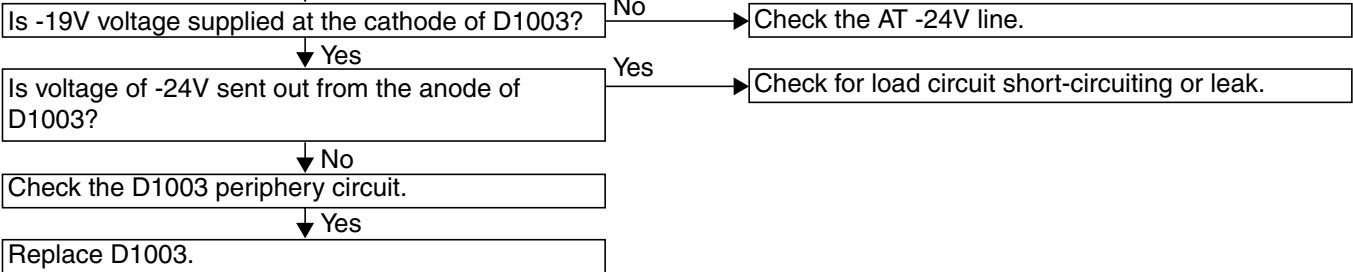 Is -19V voltage supplied at the cathode of D1003?
No
Check the AT -24V line.
Yes
Is voltage of -24V sent out from the anode of
D1003?
Yes
Check for load circuit short-circuiting or leak.
No
Check the D1003 periphery circuit.
Yes
Replace D1003.